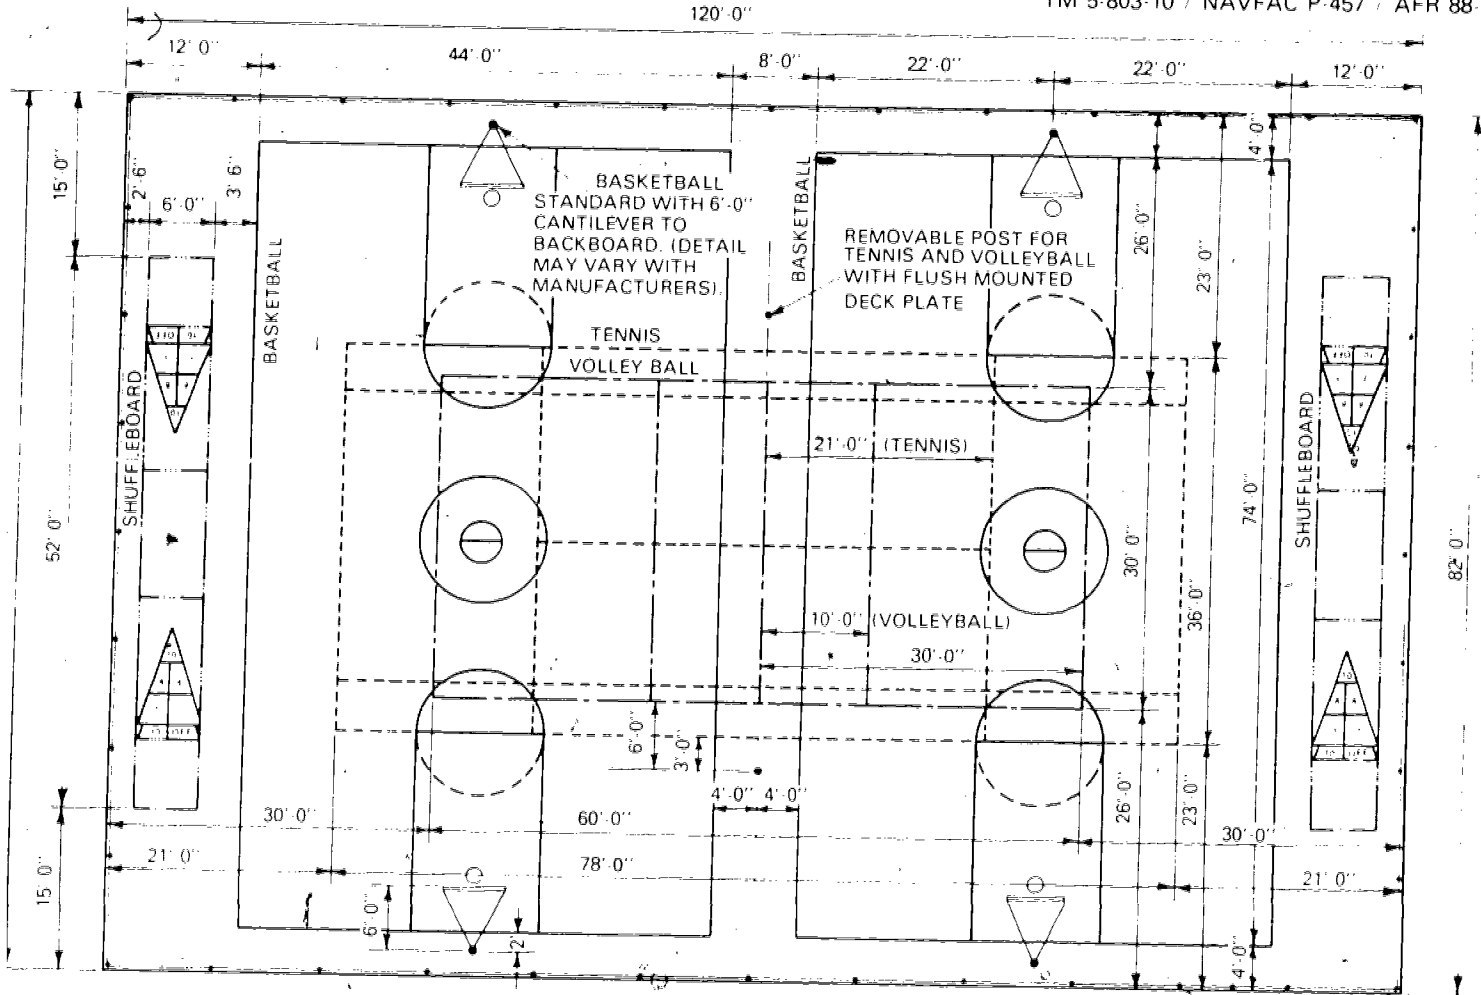 TM 5-803-10 / NAVFAC P-457 / AFR 88-
120'-0"
12' 0"
44'-0"
8'-0"
22'-0"
22'-0"
12'-0"
15'-0"
2'-6"
6'-0"
3' 6"
4'-0"
BASKETBALL
STANDARD WITH 6'-0"
CANTILEVER TO
BACKBOARD. (DETAIL
MAY VARY WITH
MANUFACTURERS).
BASKETBALL
BASKETBALL
REMOVABLE POST FOR
TENNIS AND VOLLEYBALL
WITH FLUSH MOUNTED
DECK PLATE
26'-0"
23' 0"
TENNIS
VOLLEY BALL
SHUFFLEBOARD
SHUFFLEBOARD
21'-0" (TENNIS)
74'-0"
52' 0"
30' 0"
82' 0"
36'-0"
10'-0" (VOLLEYBALL)
30'-0"
6'-0"
3'-0"
4'-0" 4'-0"
26'-0"
23' 0"
30'-0"
60'-0"
30'-0"
21' 0"
78'-0"
21' 0"
15' 0"
6'-0"
2'
4'-0"